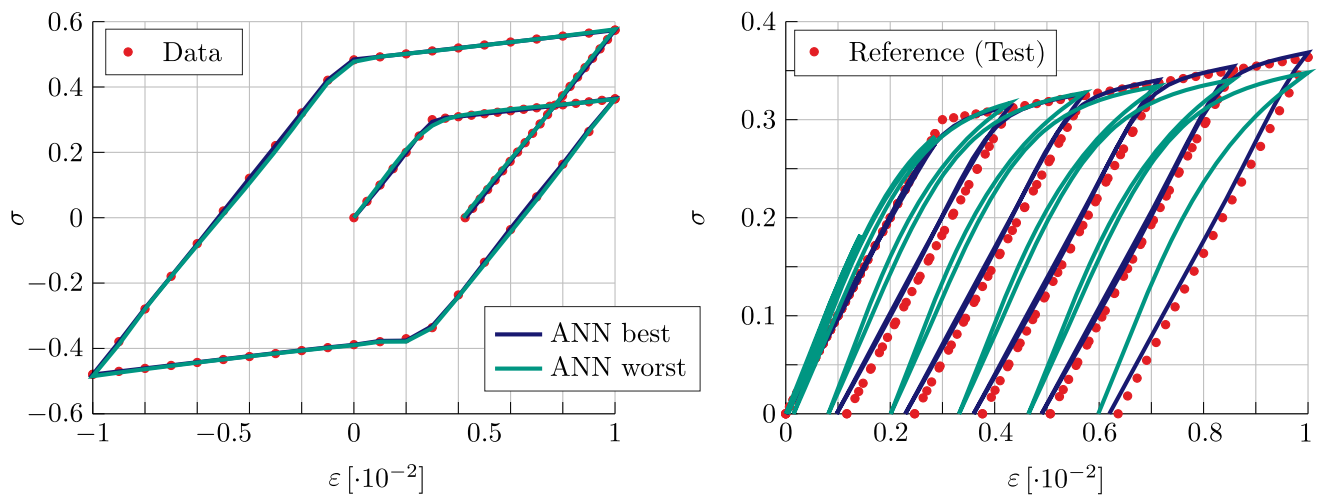 0.6
0.4
0.2
0
−0.2
−0.4
−0.6
σ
−1
−0.5
0
0.5
1
ε [·10⁻²]
Data
ANN best
ANN worst
0.4
0.3
0.2
0.1
0
σ
0
0.2
0.4
0.6
0.8
1
ε [·10⁻²]
Reference (Test)